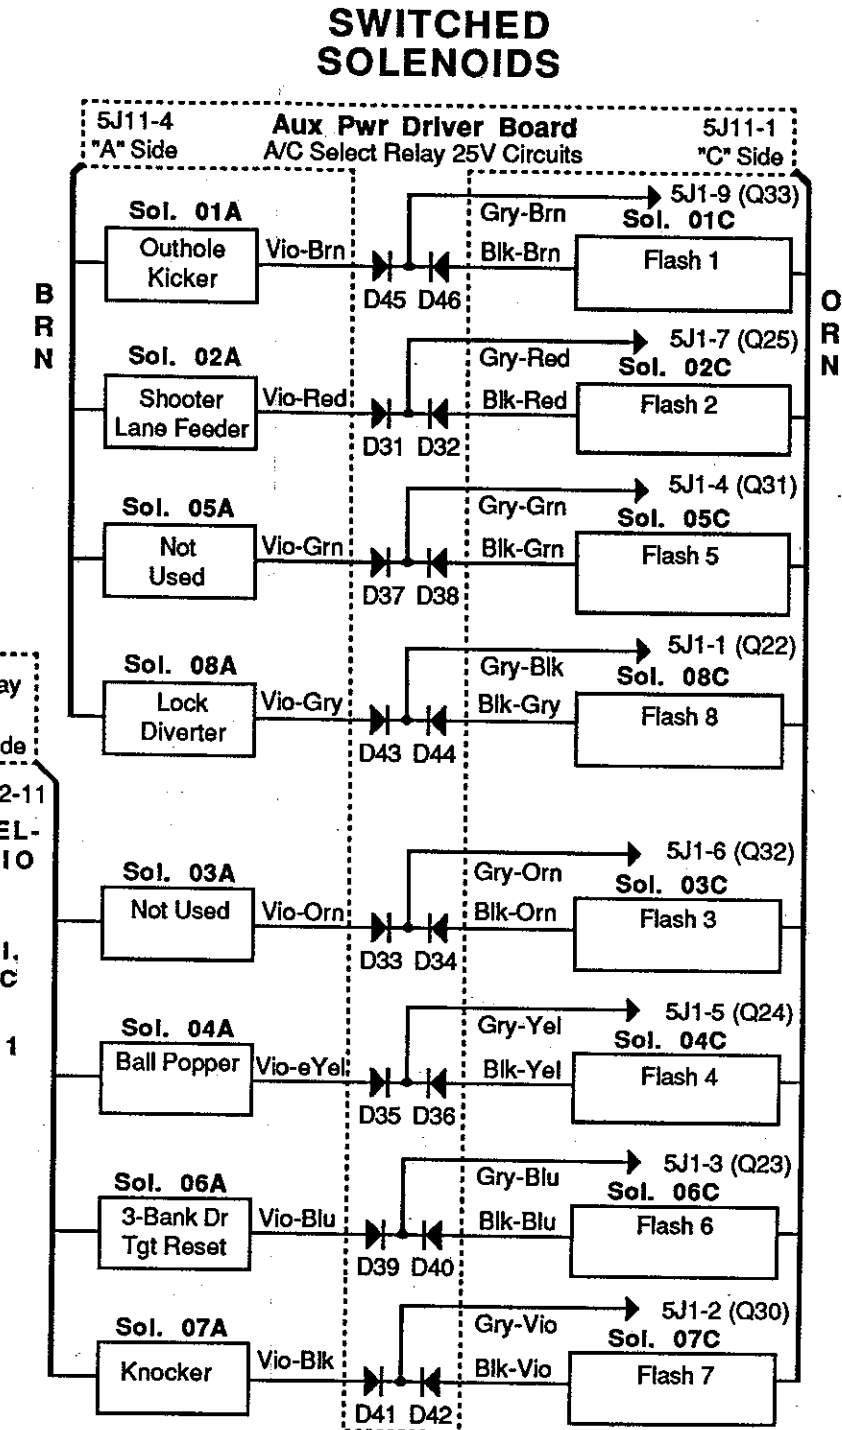 SWITCHED
SOLENOIDS
5J11-4 Aux Pwr Driver Board 5J11-1
"A" Side A/C Select Relay 25V Circuits "C" Side
5J1-9 (Q33)
Sol. 01A Gry-Brn Sol. 01C
Outhole Kicker Vio-Brn Blk-Brn Flash 1
D45 D46
BRN
ORN
5J1-7 (Q25)
Sol. 02A Gry-Red Sol. 02C
Shooter Lane Feeder Vio-Red Blk-Red Flash 2
D31 D32
5J1-4 (Q31)
Sol. 05A Gry-Grn Sol. 05C
Not Used Vio-Grn Blk-Grn Flash 5
D37 D38
5J1-1 (Q22)
Sol. 08A Gry-Blk Sol. 08C
Lock Diverter Vio-Gry Blk-Gry Flash 8
D43 D44
ay
de
2-11
EL-
IO
I.
C
1
5J1-6 (Q32)
Sol. 03A Gry-Orn Sol. 03C
Not Used Vio-Orn Blk-Orn Flash 3
D33 D34
5J1-5 (Q24)
Sol. 04A Gry-Yel Sol. 04C
Ball Popper Vio-eYel Blk-Yel Flash 4
D35 D36
5J1-3 (Q23)
Sol. 06A Gry-Blu Sol. 06C
3-Bank Dr Tgt Reset Vio-Blu Blk-Blu Flash 6
D39 D40
5J1-2 (Q30)
Sol. 07A Gry-Vio Sol. 07C
Knocker Vio-Blk Blk-Vio Flash 7
D41 D42